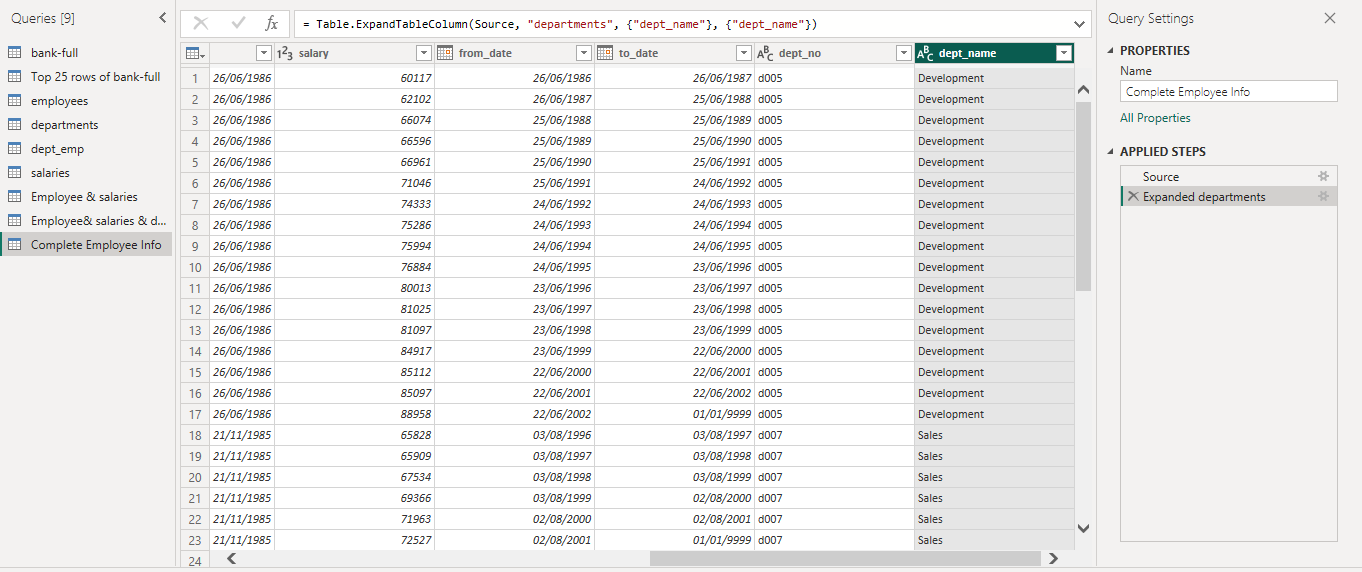 Queries [9]
bank-full
Top 25 rows of bank-full
employees
departments
dept_emp
salaries
Employee & salaries
Employee& salaries & d...
Complete Employee Info
fx = Table.ExpandTableColumn(Source, "departments", {"dept_name"}, {"dept_name"})
123 salary from_date to_date ABC dept_no ABC dept_name
1 26/06/1986 60117 26/06/1986 26/06/1987 d005 Development
2 26/06/1986 62102 26/06/1987 25/06/1988 d005 Development
3 26/06/1986 66074 25/06/1988 25/06/1989 d005 Development
4 26/06/1986 66596 25/06/1989 25/06/1990 d005 Development
5 26/06/1986 66961 25/06/1990 25/06/1991 d005 Development
6 26/06/1986 71046 25/06/1991 24/06/1992 d005 Development
7 26/06/1986 74333 24/06/1992 24/06/1993 d005 Development
8 26/06/1986 75286 24/06/1993 24/06/1994 d005 Development
9 26/06/1986 75994 24/06/1994 24/06/1995 d005 Development
10 26/06/1986 76884 24/06/1995 23/06/1996 d005 Development
11 26/06/1986 80013 23/06/1996 23/06/1997 d005 Development
12 26/06/1986 81025 23/06/1997 23/06/1998 d005 Development
13 26/06/1986 81097 23/06/1998 23/06/1999 d005 Development
14 26/06/1986 84917 23/06/1999 22/06/2000 d005 Development
15 26/06/1986 85112 22/06/2000 22/06/2001 d005 Development
16 26/06/1986 85097 22/06/2001 22/06/2002 d005 Development
17 26/06/1986 88958 22/06/2002 01/01/9999 d005 Development
18 21/11/1985 65828 03/08/1996 03/08/1997 d007 Sales
19 21/11/1985 65909 03/08/1997 03/08/1998 d007 Sales
20 21/11/1985 67534 03/08/1998 03/08/1999 d007 Sales
21 21/11/1985 69366 03/08/1999 02/08/2000 d007 Sales
22 21/11/1985 71963 02/08/2000 02/08/2001 d007 Sales
23 21/11/1985 72527 02/08/2001 01/01/9999 d007 Sales
24
Query Settings
PROPERTIES
Name
Complete Employee Info
All Properties
APPLIED STEPS
Source
Expanded departments